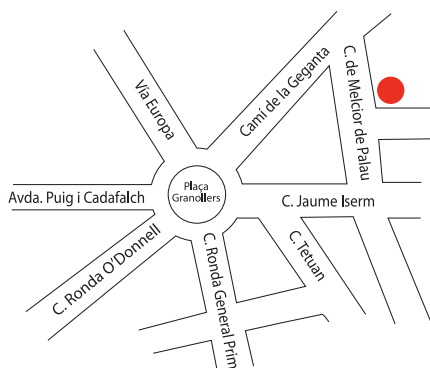 Via Europa
Camí de la Geganta
C. de Melcior de Palau
Plaça
Granollers
Avda. Puig i Cadafalch
C. Jaume Iserm
C. Ronda O'Donnell
C. Tetuan
C. Ronda General Prim